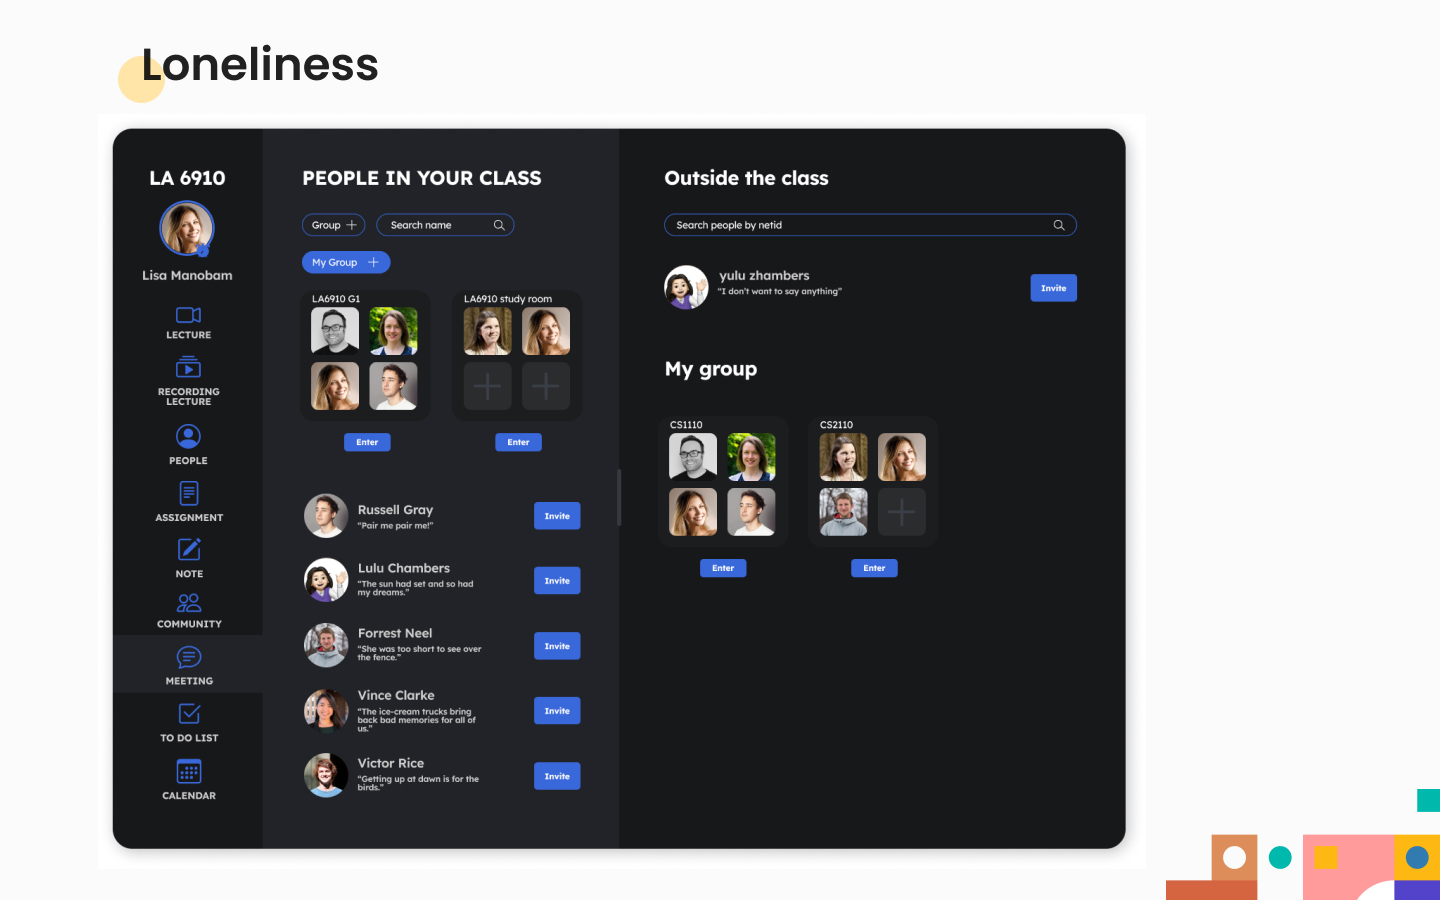 Loneliness
LA 6910
Lisa Manobam
LECTURE
RECORDING
LECTURE
PEOPLE
ASSIGNMENT
NOTE
COMMUNITY
MEETING
TO DO LIST
CALENDAR
PEOPLE IN YOUR CLASS
Group
Search name
My Group
LA6910 G1
LA6910 study room
Enter
Enter
Russell Gray
“Pair me pair me!”
Invite
Lulu Chambers
“The sun had set and so had
my dreams.”
Invite
Forrest Neel
“She was too short to see over
the fence.”
Invite
Vince Clarke
“The ice-cream trucks bring
back bad memories for all of
us.”
Invite
Victor Rice
“Getting up at dawn is for the
birds.”
Invite
Outside the class
Search people by netid
yulu zhambers
“I don’t want to say anything”
Invite
My group
CS1110
CS2110
Enter
Enter